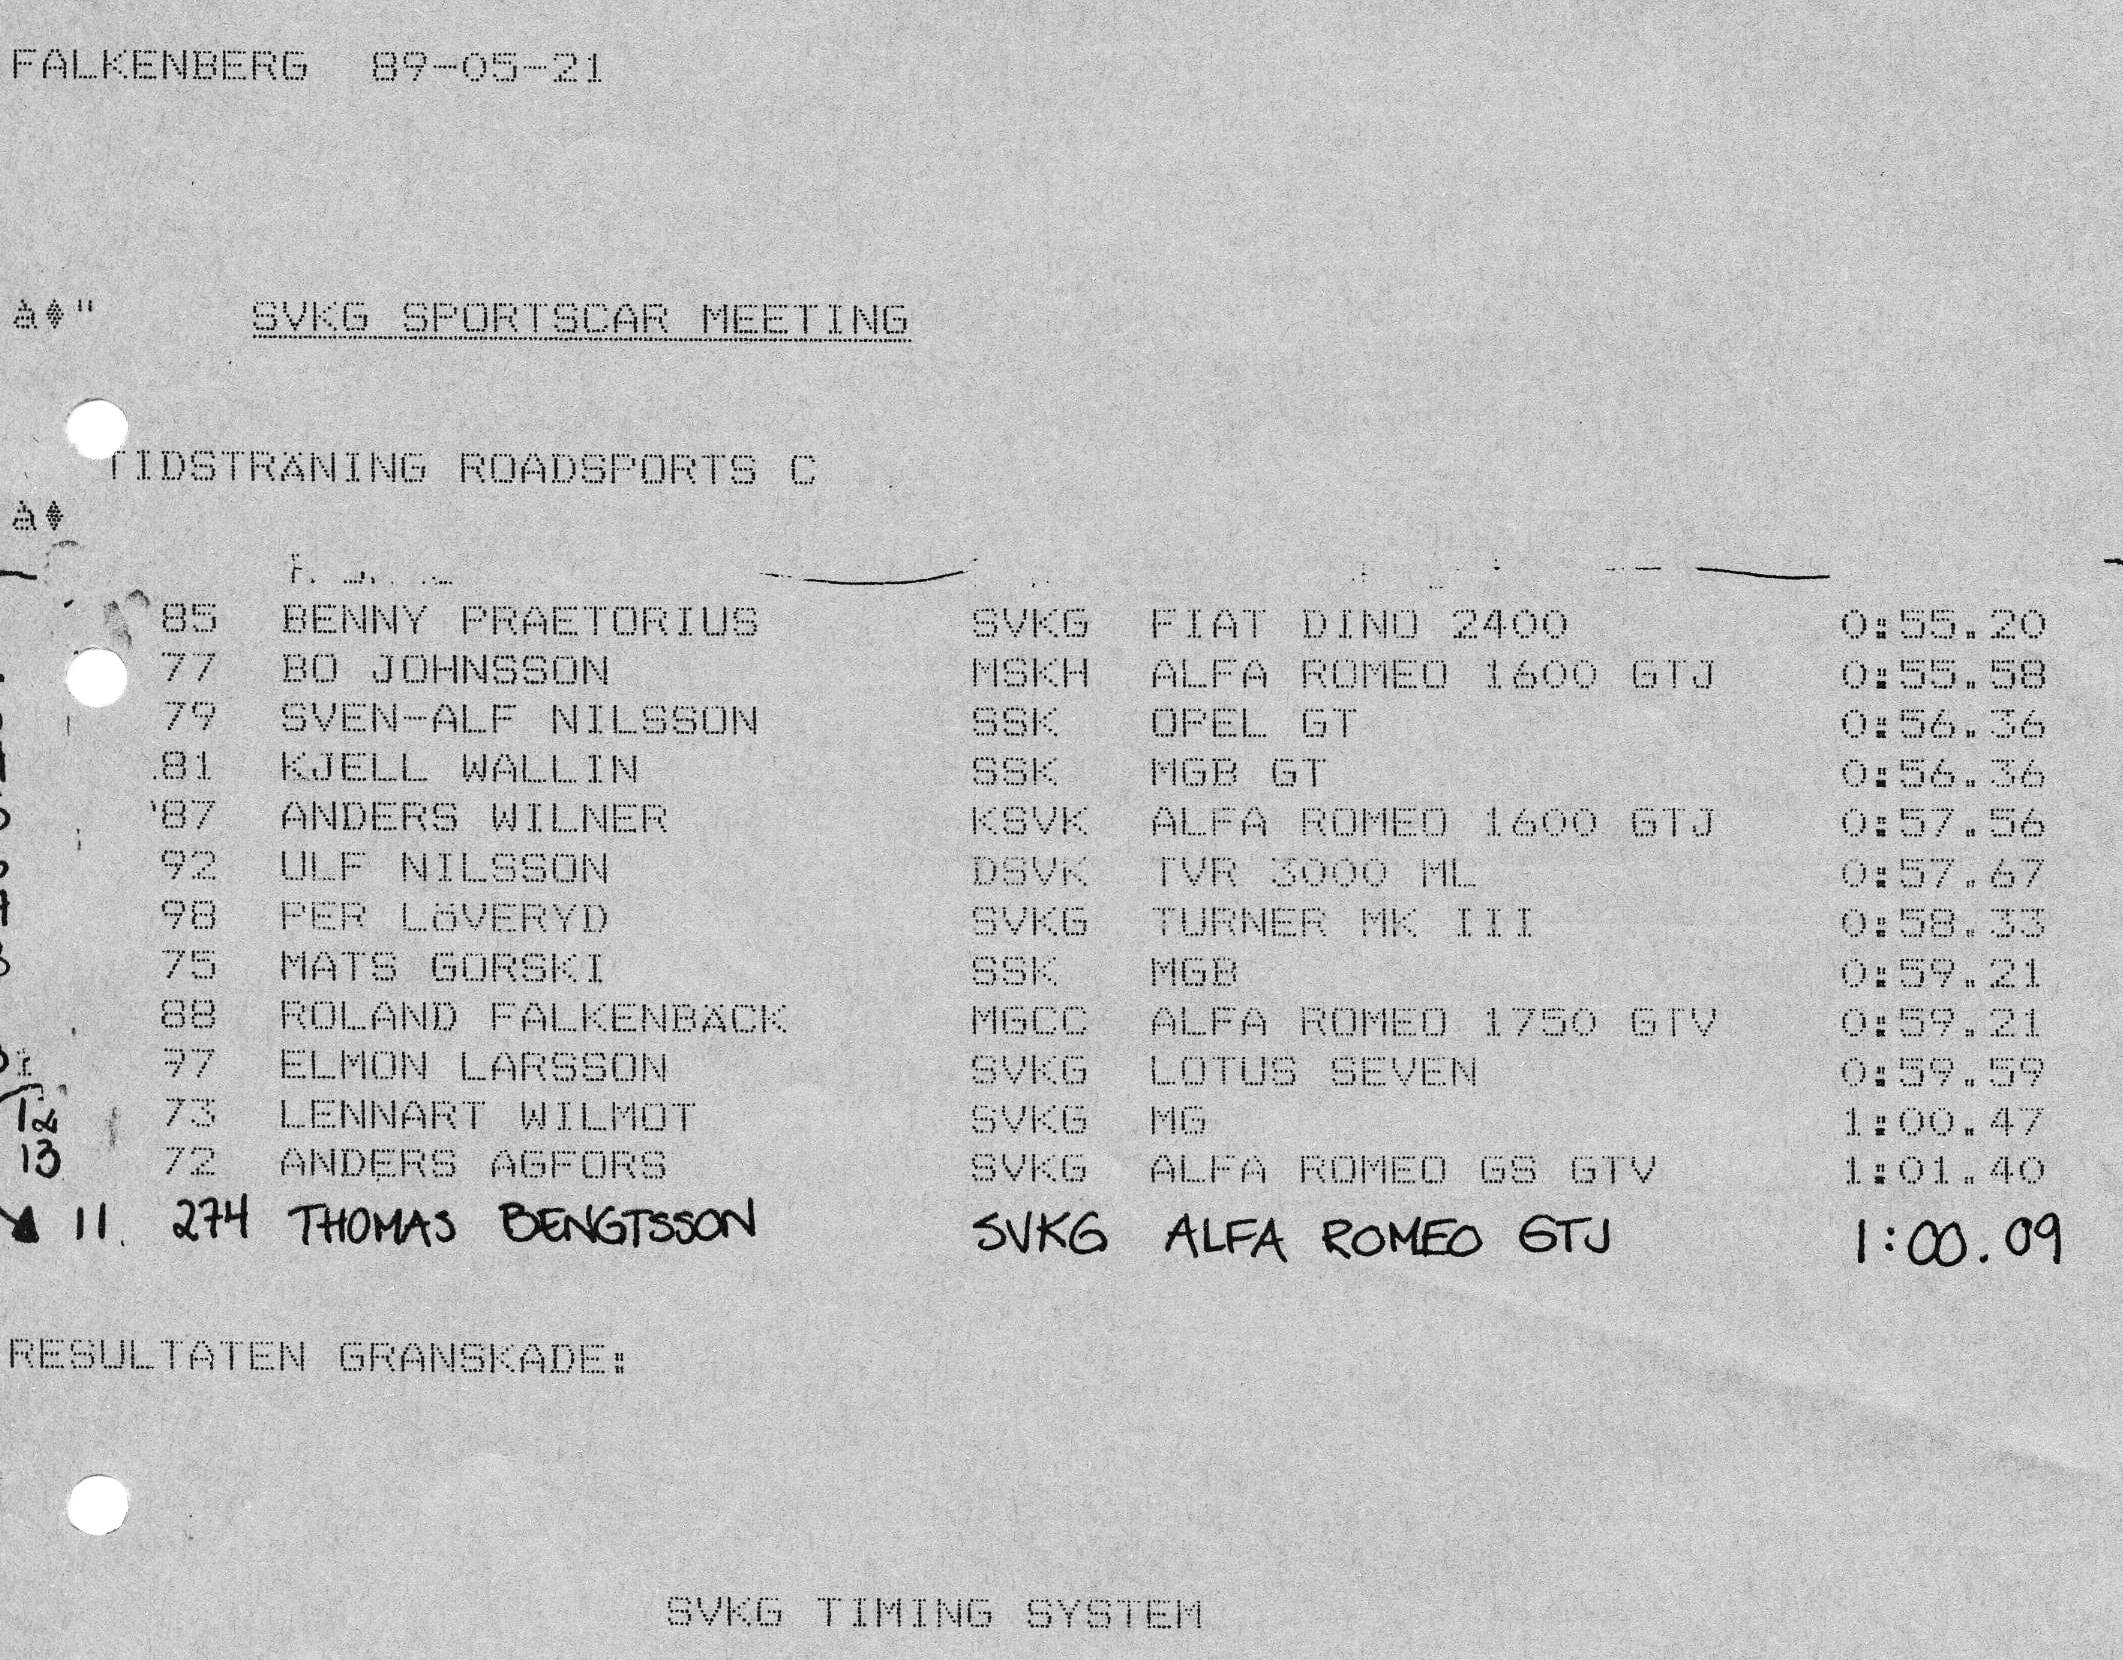 FALKENBERG 89-05-21
à♦" SVKG SPORTSCAR MEETING
TIDSTRÄNING ROADSPORTS C
à♦
85 BENNY PRAETORIUS SVKG FIAT DINO 2400 0:55.20
77 BO JOHNSSON MSKH ALFA ROMEO 1600 GTJ 0:55.58
79 SVEN-ALF NILSSON SSK OPEL GT 0:56.36
81 KJELL WALLIN SSK MGB GT 0:56.36
87 ANDERS WILNER KSVK ALFA ROMEO 1600 GTJ 0:57.56
92 ULF NILSSON DSVK TVR 3000 ML 0:57.67
98 PER LöVERYD SVKG TURNER MK III 0:58.33
75 MATS GORSKI SSK MGB 0:59.21
88 ROLAND FALKENBÄCK MGCC ALFA ROMEO 1750 GTV 0:59.21
97 ELMON LARSSON SVKG LOTUS SEVEN 0:59.59
12 73 LENNART WILMOT SVKG MG 1:00.47
13 72 ANDERS AGFORS SVKG ALFA ROMEO GS GTV 1:01.40
11. 274 THOMAS BENGTSSON SVKG ALFA ROMEO GTJ 1:00.09
RESULTATEN GRANSKADE:
SVKG TIMING SYSTEM